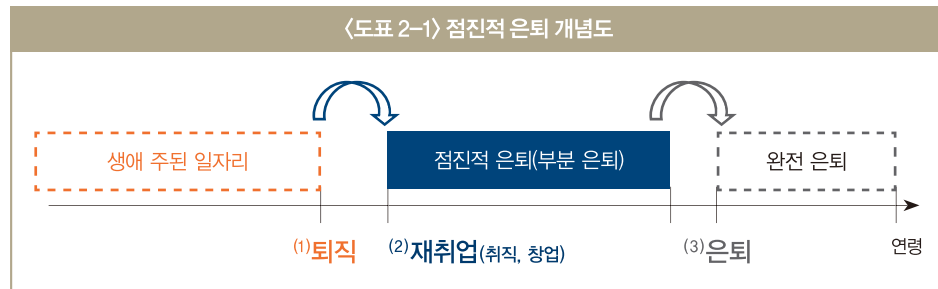 〈도표 2-1〉 점진적 은퇴 개념도
생애 주된 일자리
점진적 은퇴(부분 은퇴)
완전 은퇴
(1)퇴직
(2)재취업(취직, 창업)
(3)은퇴
연령